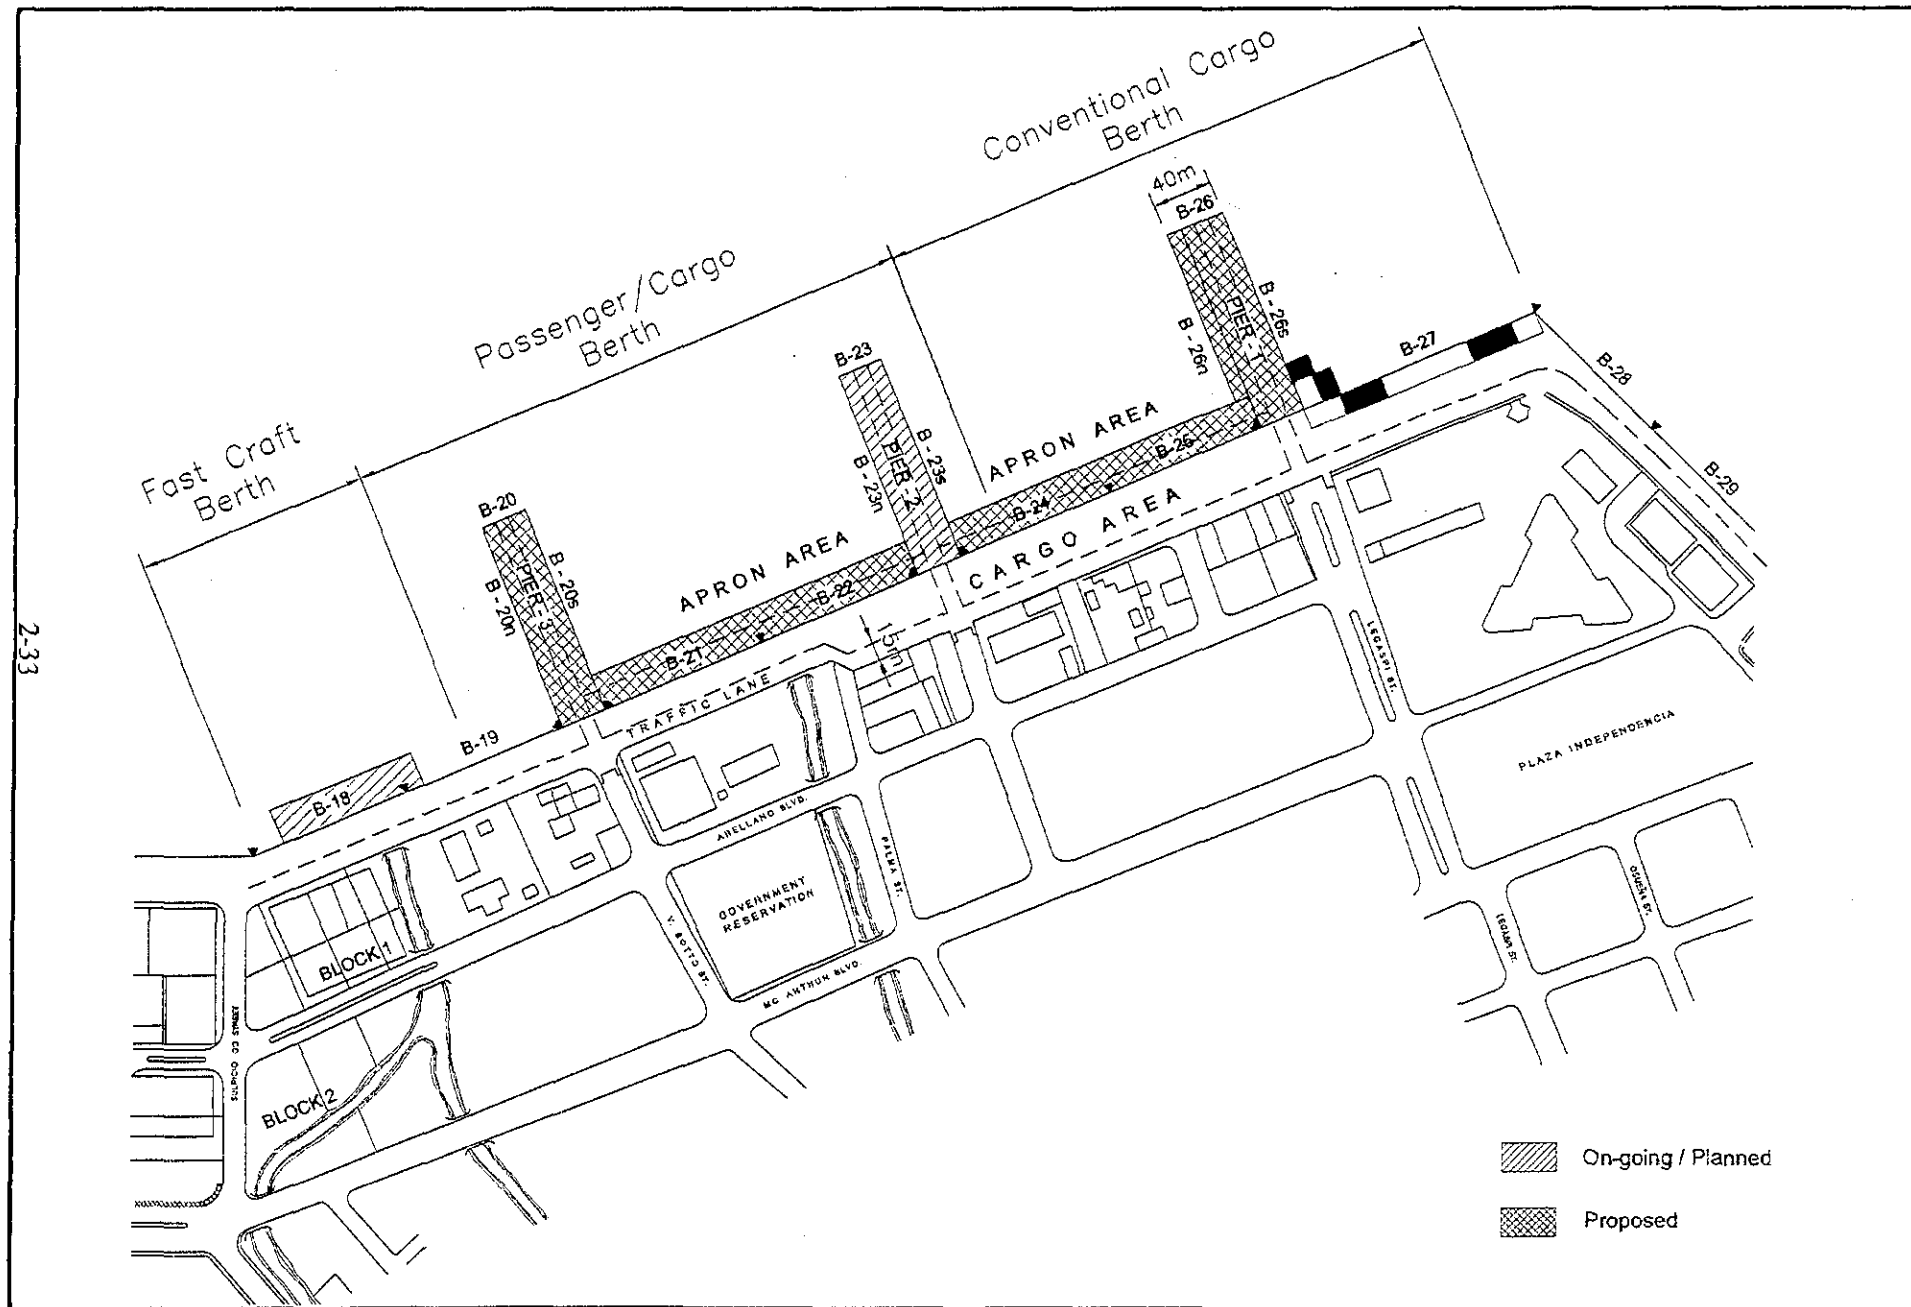 Conventional Cargo
Berth
Passenger/Cargo
Berth
Fast Craft
Berth
40m
B-26
B - 26s
PIER - 1
B - 26n
B-27
B-28
B-29
B-23
B - 23s
PIER - 2
B - 23n
APRON AREA
B-24
CARGO AREA
B-20
B - 20s
PIER - 3
B - 20n
APRON AREA
B-22
B-21
15m
TRAFFIC LANE
B-19
B-18
LEGASPI ST.
PLAZA INDEPENDENCIA
ARELLANO BLVD.
PALMA ST.
GOVERNMENT
RESERVATION
V. SOTTO ST.
MC ARTHUR BLVD.
BLOCK 1
BLOCK 2
On-going / Planned
Proposed
2-33